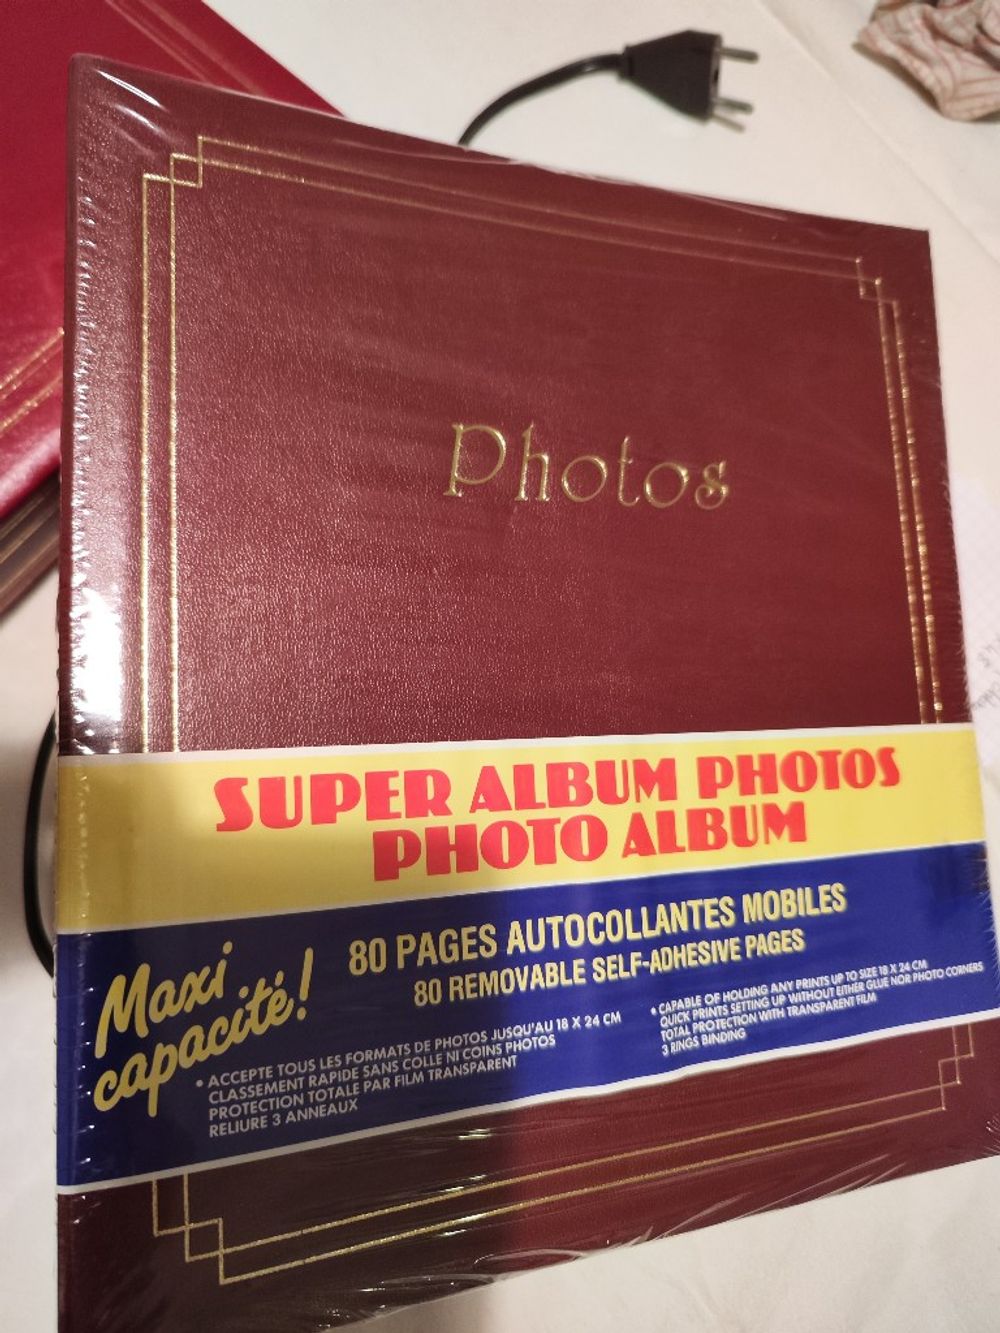 Photos
SUPER ALBUM PHOTOS
PHOTO ALBUM
Maxi
capacité!
80 PAGES AUTOCOLLANTES MOBILES
80 REMOVABLE SELF-ADHESIVE PAGES
• ACCEPTE TOUS LES FORMATS DE PHOTOS JUSQU'AU 18 X 24 CM
CLASSEMENT RAPIDE SANS COLLE NI COINS PHOTOS
PROTECTION TOTALE PAR FILM TRANSPARENT
RELIURE 3 ANNEAUX
• CAPABLE OF HOLDING ANY PRINTS UP TO SIZE 18 X 24 CM
QUICK PRINTS SETTING UP WITHOUT EITHER GLUE NOR PHOTO CORNERS
TOTAL PROTECTION WITH TRANSPARENT FILM
3 RINGS BINDING